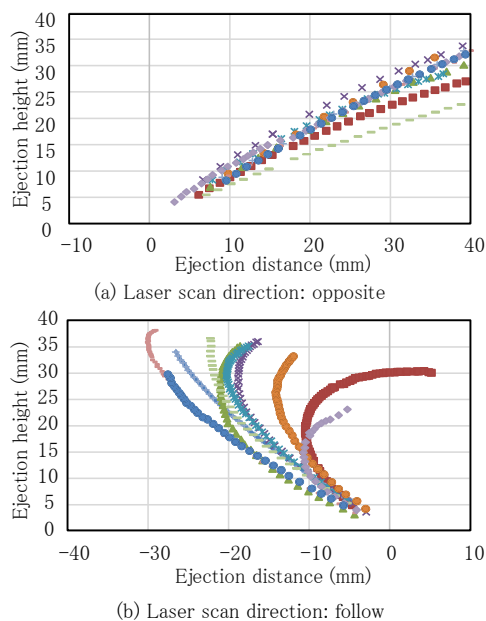 40
35
30
25
20
15
10
5
0
Ejection height (mm)
-10 0 10 20 30 40
Ejection distance (mm)
(a) Laser scan direction: opposite
40
35
30
25
20
15
10
5
0
Ejection height (mm)
-40 -30 -20 -10 0 10
Ejection distance (mm)
(b) Laser scan direction: follow